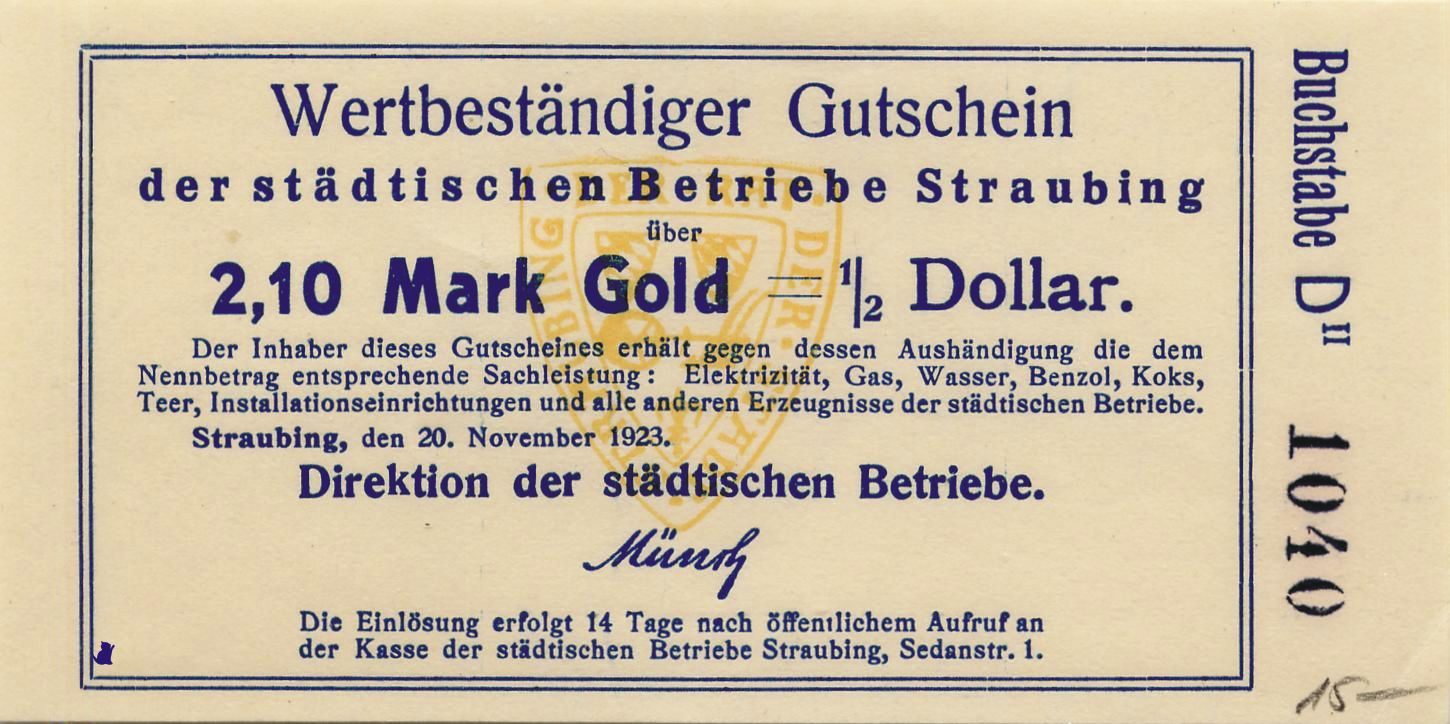 Wertbeständiger Gutschein
der städtischen Betriebe Straubing
über
2,10 Mark Gold = 1/2 Dollar.
Der Inhaber dieses Gutscheines erhält gegen dessen Aushändigung die dem
Nennbetrag entsprechende Sachleistung: Elektrizität, Gas, Wasser, Benzol, Koks,
Teer, Installationseinrichtungen und alle anderen Erzeugnisse der städtischen Betriebe.
Straubing, den 20. November 1923.
Direktion der städtischen Betriebe.
Münch
Die Einlösung erfolgt 14 Tage nach öffentlichem Aufruf an
der Kasse der städtischen Betriebe Straubing, Sedanstr. 1.
Buchstabe D II
1040
15—